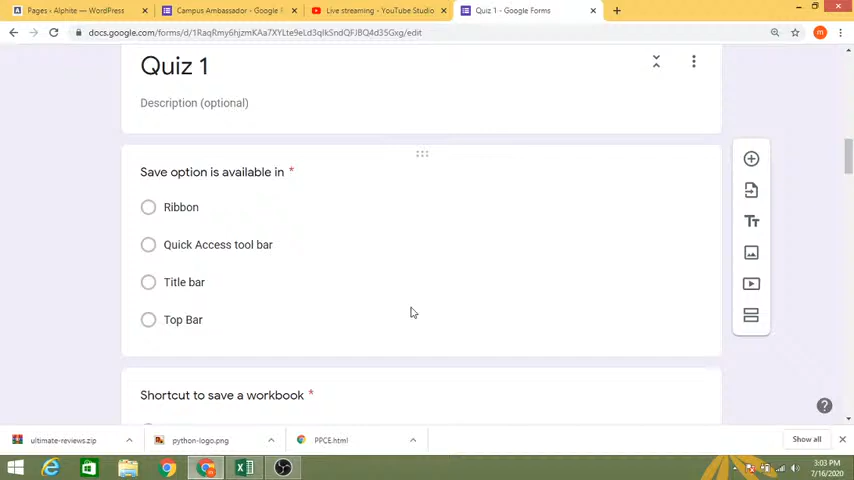 Pages ‹ Alphite — WordPress
Campus Ambassador - Google F
Live streaming - YouTube Studio
Quiz 1 - Google Forms
docs.google.com/forms/d/1RaqRmy6hjzmKAa7XYLte9eLd3qlkSndQFJBQ4d35Gxg/edit
m
Quiz 1
Description (optional)
Save option is available in *
Ribbon
Quick Access tool bar
Title bar
Top Bar
Shortcut to save a workbook *
ultimate-reviews.zip
python-logo.png
PPCE.html
Show all
3:03 PM
7/16/2020